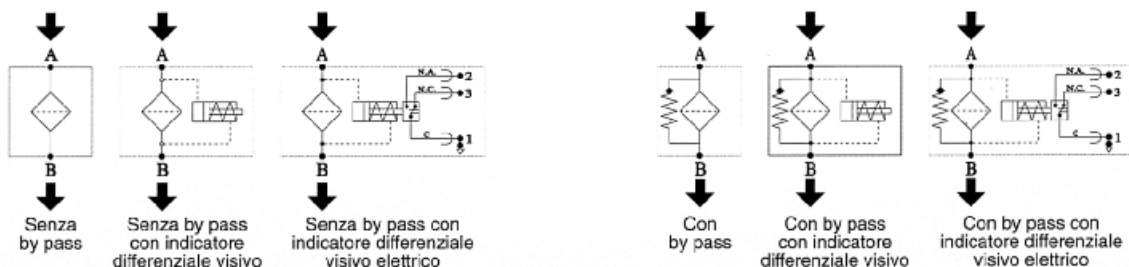 A
B
Senza
by pass
A
B
Senza by pass
con indicatore
differenziale visivo
A
N.A. 2
N.C. 3
C 1
B
Senza by pass con
indicatore differenziale
visivo elettrico
A
B
Con
by pass
A
B
Con by pass
con indicatore
differenziale visivo
A
N.A. 2
N.C. 3
C 1
B
Con by pass con
indicatore differenziale
visivo elettrico